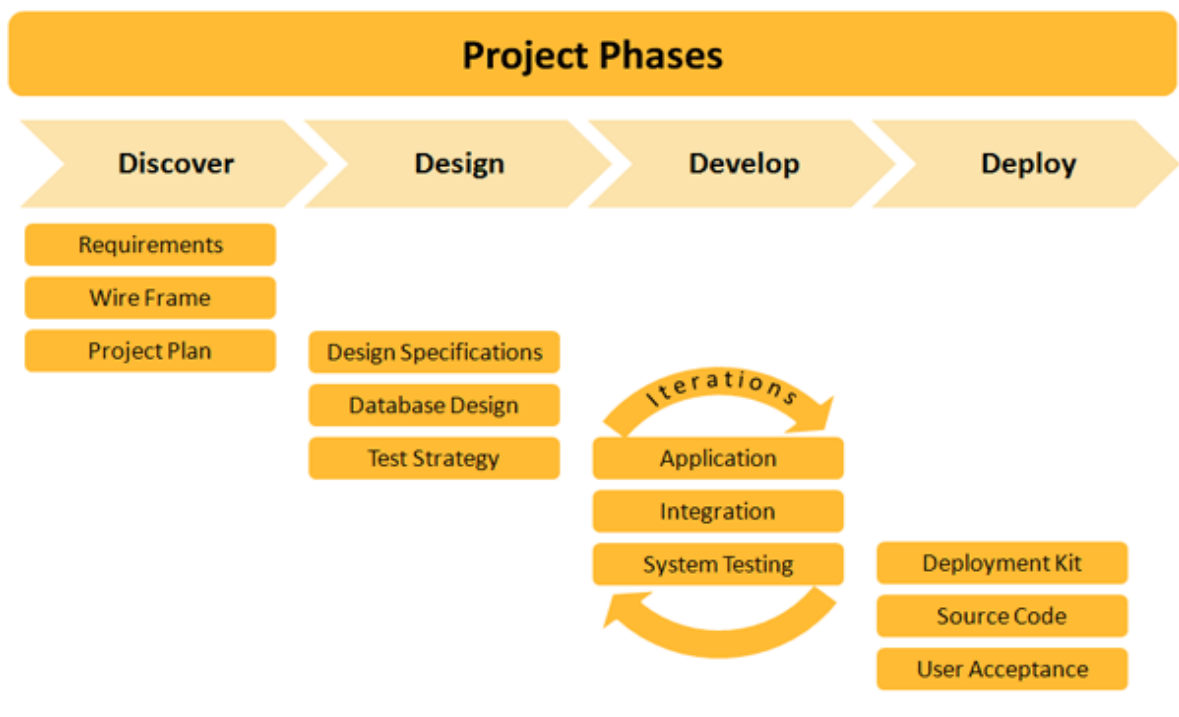 Project Phases
Discover
Design
Develop
Deploy
Requirements
Wire Frame
Project Plan
Design Specifications
Database Design
Test Strategy
Iterations
Application
Integration
System Testing
Deployment Kit
Source Code
User Acceptance